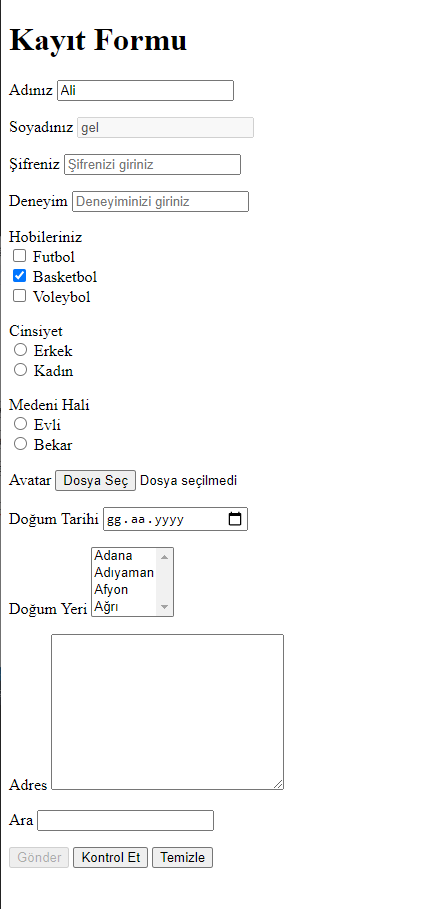 Kayıt Formu
Adınız Ali
Soyadınız gel
Şifreniz Şifrenizi giriniz
Deneyim Deneyiminizi giriniz
Hobileriniz
Futbol
Basketbol
Voleybol
Cinsiyet
Erkek
Kadın
Medeni Hali
Evli
Bekar
Avatar Dosya Seç Dosya seçilmedi
Doğum Tarihi gg.aa.yyyy
Adana
Adıyaman
Afyon
Doğum Yeri Ağrı
Adres
Ara
Gönder Kontrol Et Temizle